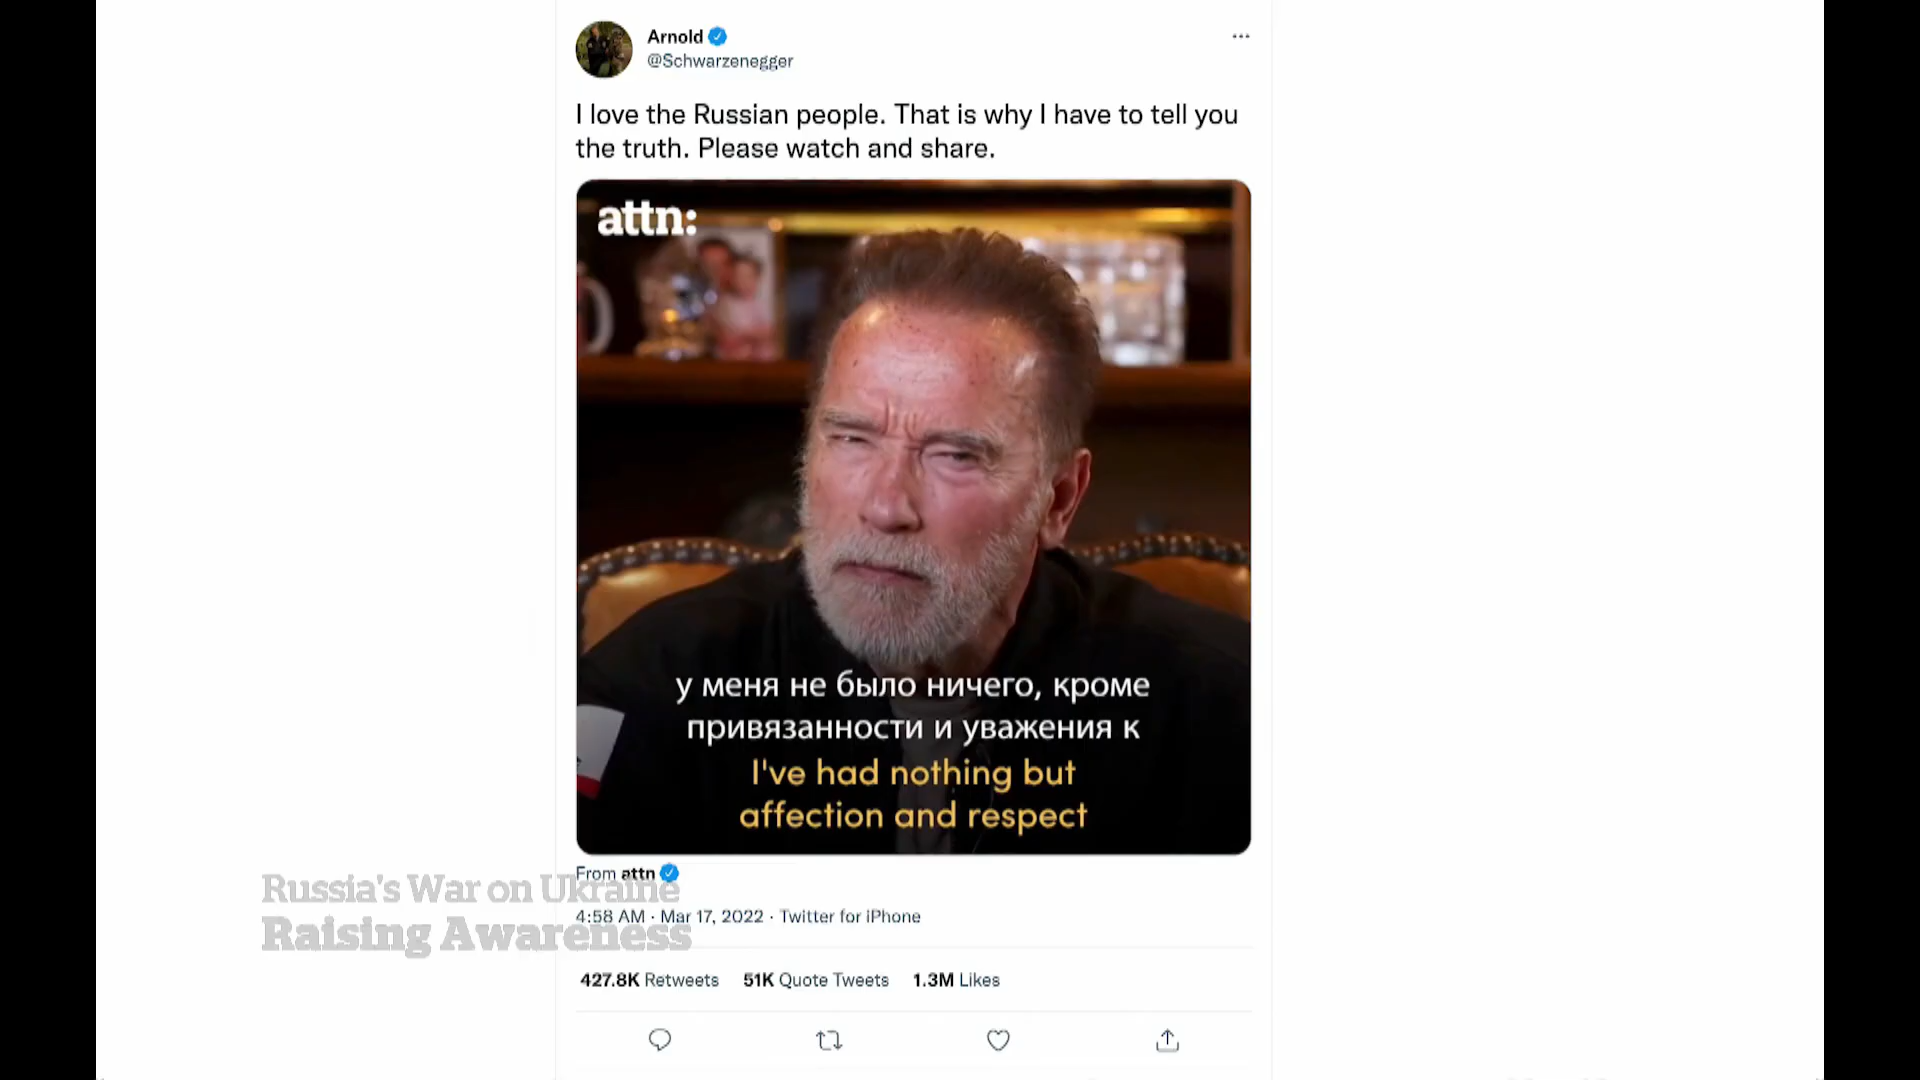 Arnold
@Schwarzenegger
I love the Russian people. That is why I have to tell you
the truth. Please watch and share.
attn:
у меня не было ничего, кроме
привязанности и уважения к
I've had nothing but
affection and respect
From attn
Russia's War on Ukraine
4:58 AM · Mar 17, 2022 · Twitter for iPhone
Raising Awareness
427.8K Retweets 51K Quote Tweets 1.3M Likes